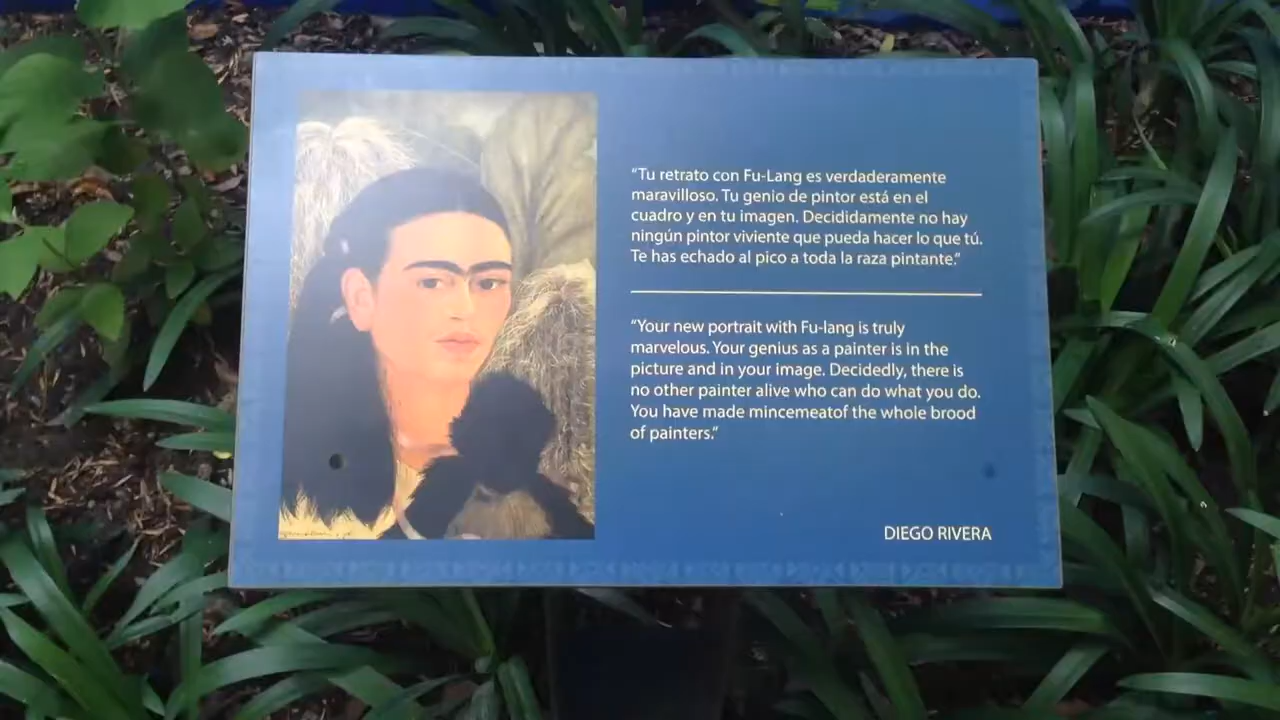 “Tu retrato con Fu-Lang es verdaderamente
maravilloso. Tu genio de pintor está en el
cuadro y en tu imagen. Decididamente no hay
ningún pintor viviente que pueda hacer lo que tú.
Te has echado al pico a toda la raza pintante.”
“Your new portrait with Fu-lang is truly
marvelous. Your genius as a painter is in the
picture and in your image. Decidedly, there is
no other painter alive who can do what you do.
You have made mincemeatof the whole brood
of painters.”
DIEGO RIVERA